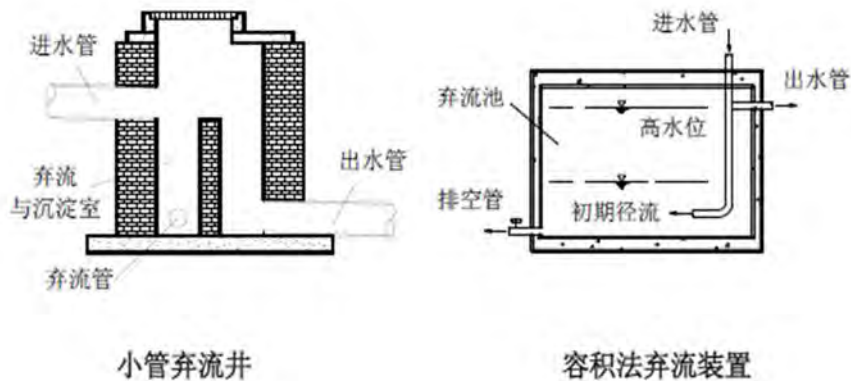 进水管
弃流
与沉淀室
弃流管
出水管
小管弃流井
进水管
出水管
弃流池
高水位
排空管
初期径流
容积法弃流装置